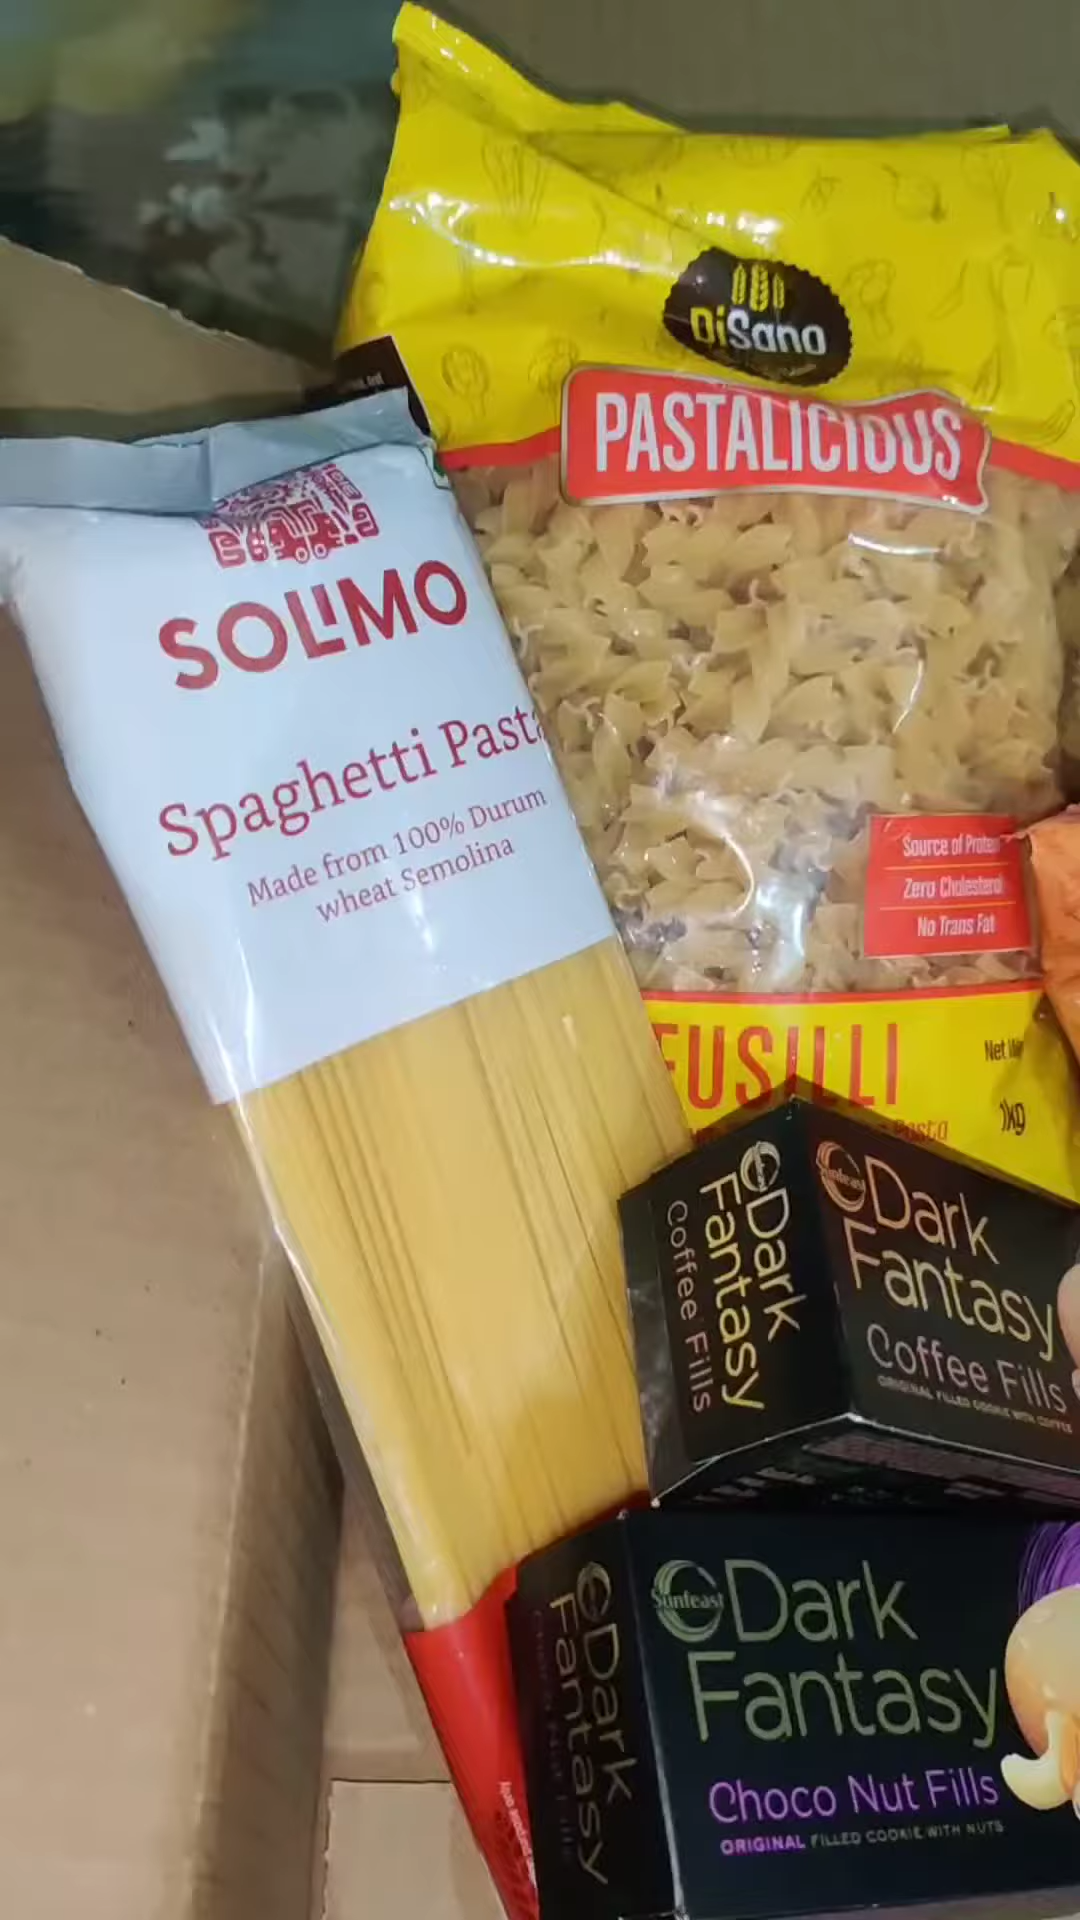 DiSano
PASTALICIOUS
SOLIMO
Spaghetti Pasta
Made from 100% Durum
wheat Semolina
Source of Protein
Zero Cholesterol
No Trans Fat
FUSILLI
Net
Pasta
1kg
Dark
Fantasy
Coffee Fills
Sunfeast
Dark
Fantasy
Coffee Fills
ORIGINAL FILLED COOKIE WITH COFFEE
Dark
Fantasy
Sunfeast
Dark
Fantasy
Choco Nut Fills
ORIGINAL FILLED COOKIE WITH NUTS